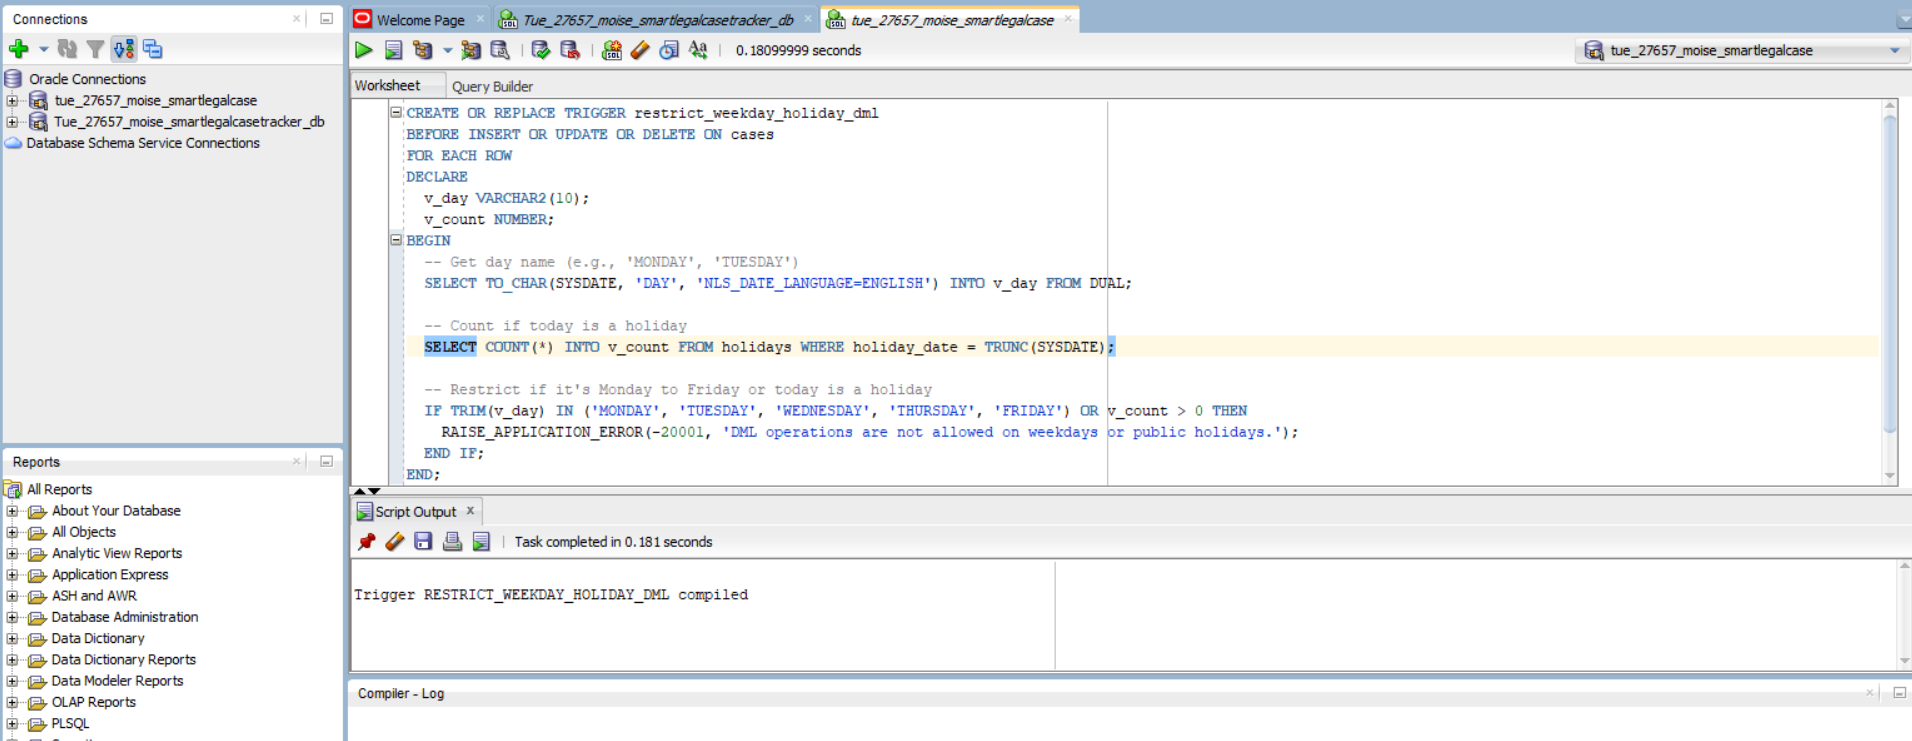 Connections
Oracle Connections
tue_27657_moise_smartlegalcase
Tue_27657_moise_smartlegalcasetracker_db
Database Schema Service Connections
Reports
All Reports
About Your Database
All Objects
Analytic View Reports
Application Express
ASH and AWR
Database Administration
Data Dictionary
Data Dictionary Reports
Data Modeler Reports
OLAP Reports
PLSQL
Welcome Page
Tue_27657_moise_smartlegalcasetracker_db
tue_27657_moise_smartlegalcase
0.18099999 seconds
tue_27657_moise_smartlegalcase
Worksheet
Query Builder
CREATE OR REPLACE TRIGGER restrict_weekday_holiday_dml
BEFORE INSERT OR UPDATE OR DELETE ON cases
FOR EACH ROW
DECLARE
  v_day VARCHAR2(10);
  v_count NUMBER;
BEGIN
  -- Get day name (e.g., 'MONDAY', 'TUESDAY')
  SELECT TO_CHAR(SYSDATE, 'DAY', 'NLS_DATE_LANGUAGE=ENGLISH') INTO v_day FROM DUAL;
  -- Count if today is a holiday
  SELECT COUNT(*) INTO v_count FROM holidays WHERE holiday_date = TRUNC(SYSDATE);
  -- Restrict if it's Monday to Friday or today is a holiday
  IF TRIM(v_day) IN ('MONDAY', 'TUESDAY', 'WEDNESDAY', 'THURSDAY', 'FRIDAY') OR v_count > 0 THEN
    RAISE_APPLICATION_ERROR(-20001, 'DML operations are not allowed on weekdays or public holidays.');
  END IF;
END;
Script Output
Task completed in 0.181 seconds
Trigger RESTRICT_WEEKDAY_HOLIDAY_DML compiled
Compiler - Log